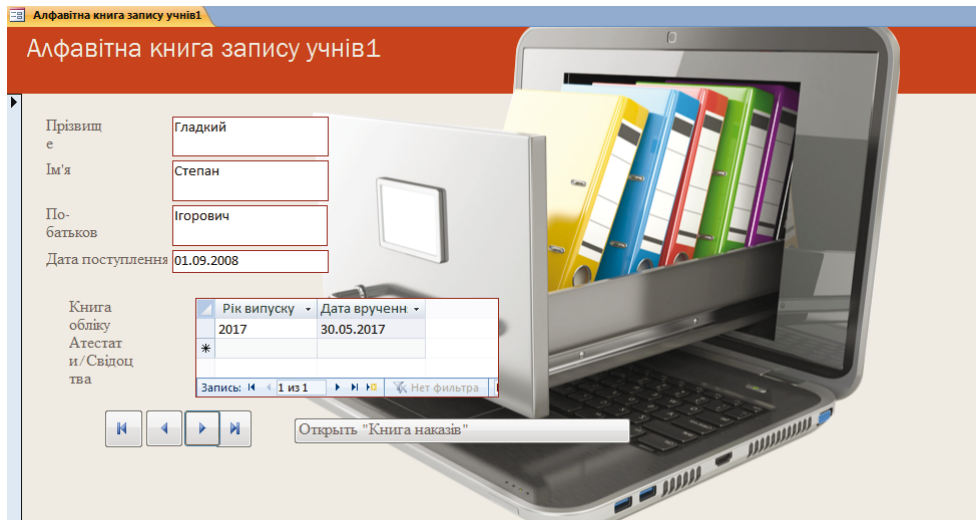 Алфавітна книга запису учнів1
Алфавітна книга запису учнів1
Прізвищ
е
Гладкий
Ім'я
Степан
По-
батьков
Ігорович
Дата поступлення
01.09.2008
Книга
обліку
Атестат
и/Свідоц
тва
Рік випуску
Дата врученн
2017
30.05.2017
Запись:
1 из 1
Нет фильтра
Открыть "Книга наказів"